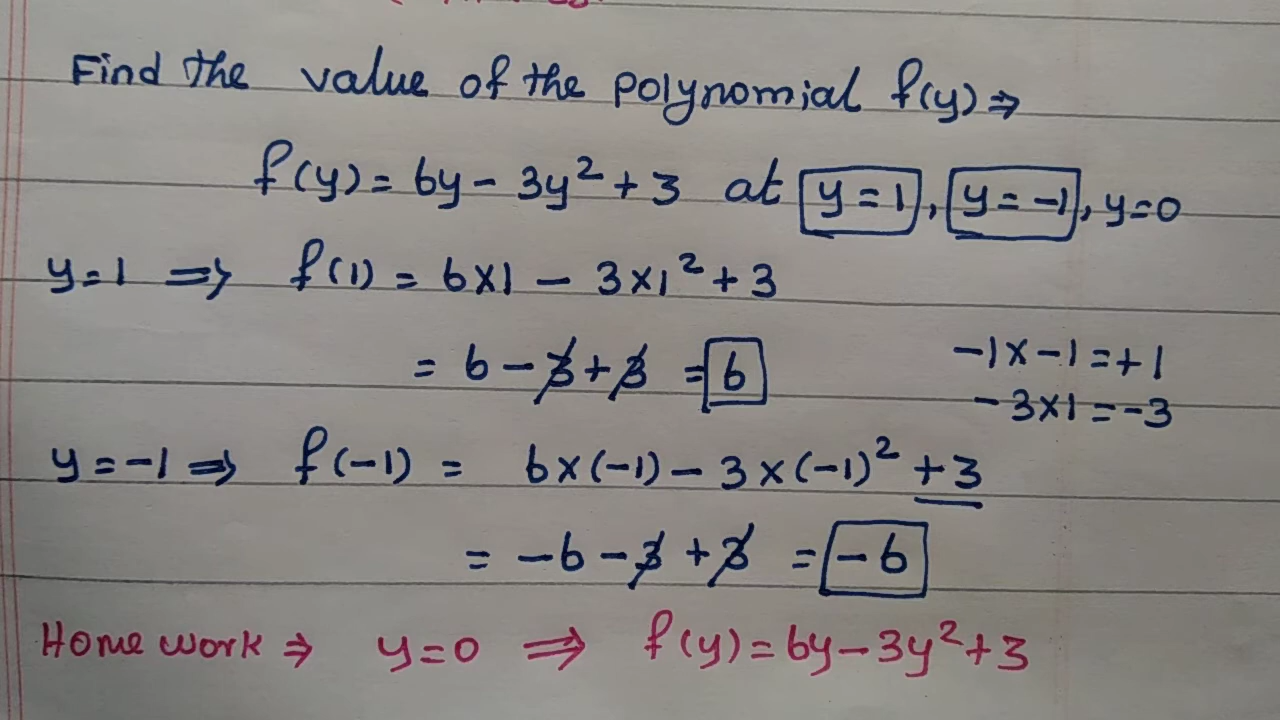 Find the value of the polynomial f(y) ⇒
f(y) = 6y - 3y² + 3 at y = 1, y = -1, y=0
y=1 ⇒ f(1) = 6×1 - 3×1² + 3
= 6 - 3 + 3 = 6
-1 × -1 = +1
- 3×1 = -3
y = -1 ⇒ f(-1) = 6×(-1) - 3×(-1)² + 3
= -6 - 3 + 3 = -6
Home work ⇒ y=0 ⇒ f(y) = 6y - 3y² + 3